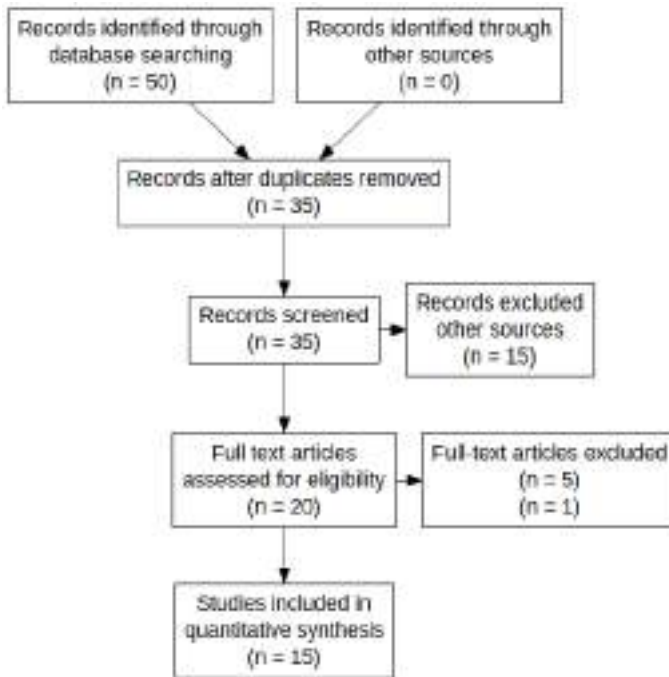 Records identified through
database searching
(n = 50)
Records identified through
other sources
(n = 0)
Records after duplicates removed
(n = 35)
Records screened
(n = 35)
Records excluded
other sources
(n = 15)
Full text articles
assessed for eligibility
(n = 20)
Full-text articles excluded
(n = 5)
(n = 1)
Studies included in
quantitative synthesis
(n = 15)